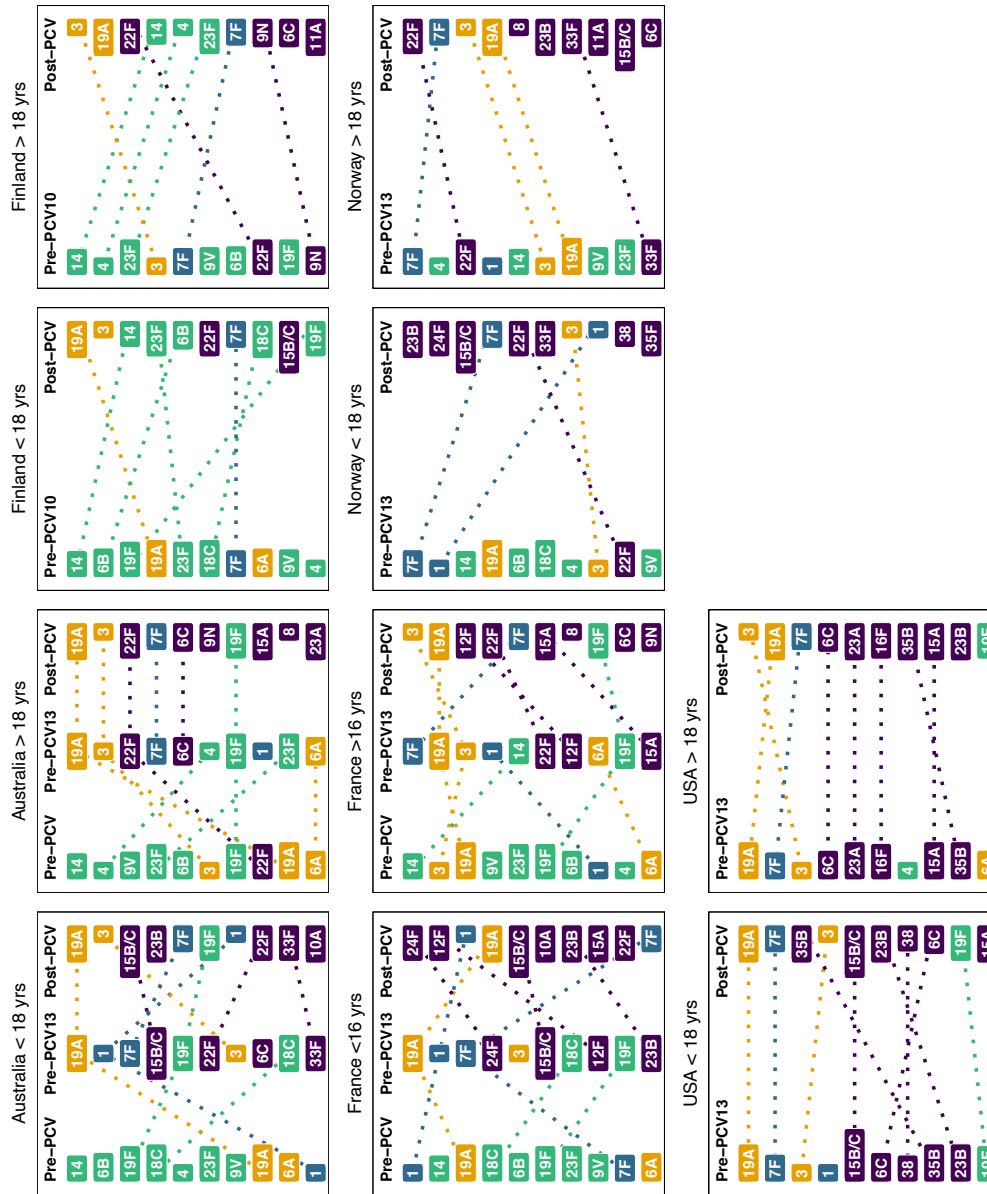 Australia < 18 yrs
Pre−PCV Pre−PCV13 Post−PCV
14 19A 19A
6B 1 3
19F 7F 15B/C
18C 15B/C 23B
4 19F 7F
23F 22F 19F
9V 3 1
19A 6C 22F
6A 18C 33F
1 33F 10A
Australia > 18 yrs
Pre−PCV Pre−PCV13 Post−PCV
14 19A 19A
4 3 3
9V 22F 22F
23F 7F 7F
6B 6C 6C
3 4 9N
19F 19F 19F
22F 1 15A
19A 23F 8
6A 6A 23A
Finland < 18 yrs
Pre−PCV10 Post−PCV
14 19A
6B 3
19F 14
19A 23F
23F 6B
18C 22F
7F 7F
6A 18C
9V 15B/C
4 19F
Finland > 18 yrs
Pre−PCV10 Post−PCV
14 3
4 19A
23F 22F
3 14
7F 4
9V 23F
6B 7F
22F 9N
19F 6C
9N 11A
France <16 yrs
Pre−PCV Pre−PCV13 Post−PCV
1 19A 24F
14 1 12F
19A 7F 1
18C 24F 19A
6B 3 15B/C
19F 15B/C 10A
23F 18C 23B
9V 12F 15A
7F 19F 22F
6A 23B 7F
France >16 yrs
Pre−PCV Pre−PCV13 Post−PCV
14 7F 3
3 19A 19A
19A 3 12F
9V 1 22F
23F 14 7F
19F 22F 15A
6B 12F 8
1 6A 19F
4 19F 6C
6A 15A 9N
Norway < 18 yrs
Pre−PCV13 Post−PCV
7F 23B
1 24F
14 15B/C
19A 7F
6B 22F
18C 33F
4 3
3 1
22F 38
9V 35F
Norway > 18 yrs
Pre−PCV13 Post−PCV
7F 22F
4 7F
22F 3
1 19A
14 8
3 23B
19A 33F
9V 11A
23F 15B/C
33F 6C
USA < 18 yrs
Pre−PCV13 Post−PCV
19A 19A
7F 7F
3 35B
1 3
15B/C 15B/C
6C 23B
38 38
35B 6C
23B 19F
19F 15A
USA > 18 yrs
Pre−PCV13 Post−PCV
19A 3
7F 19A
3 7F
6C 6C
23A 23A
16F 16F
4 35B
15A 15A
35B 23B
6A 19F